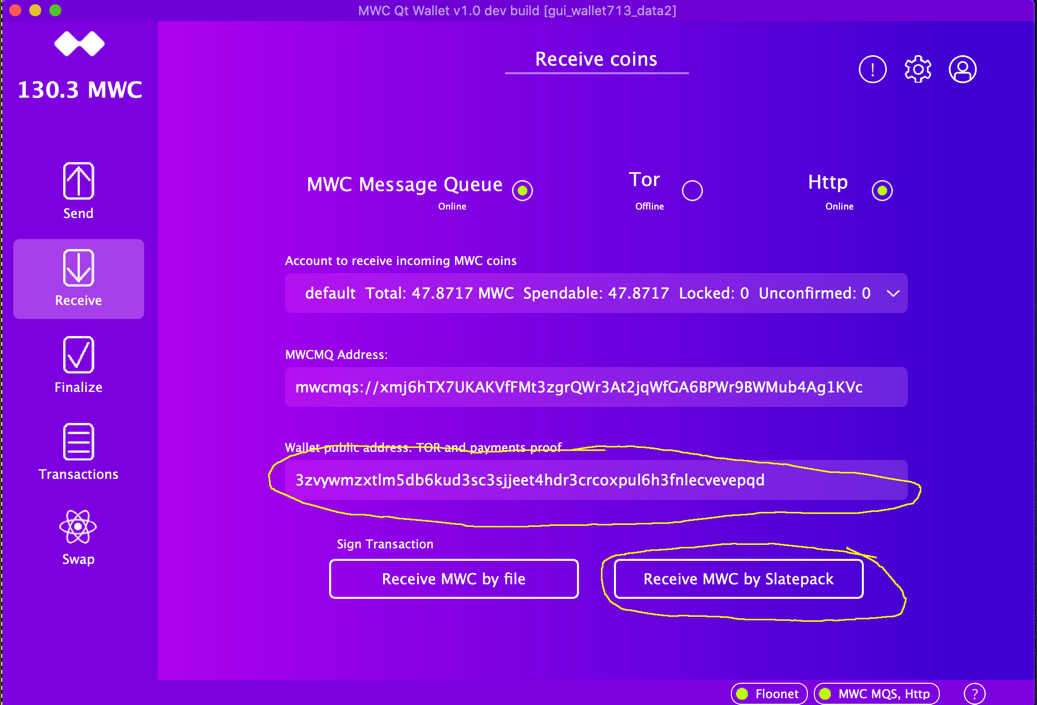 MWC Qt Wallet v1.0 dev build [gui_wallet713_data2]
130.3 MWC
Receive coins
!
Send
Receive
Finalize
Transactions
Swap
MWC Message Queue
Online
Tor
Offline
Http
Online
Account to receive incoming MWC coins
default Total: 47.8717 MWC Spendable: 47.8717 Locked: 0 Unconfirmed: 0
MWCMQ Address:
mwcmqs://xmj6hTX7UKAKVfFMt3zgrQWr3At2jqWfGA6BPWr9BWMub4Ag1KVc
Wallet public address. TOR and payments proof
3zvywmzxtlm5db6kud3sc3sjjeet4hdr3crcoxpul6h3fnlecvevepqd
Sign Transaction
Receive MWC by file
Receive MWC by Slatepack
Floonet
MWC MQS, Http
?